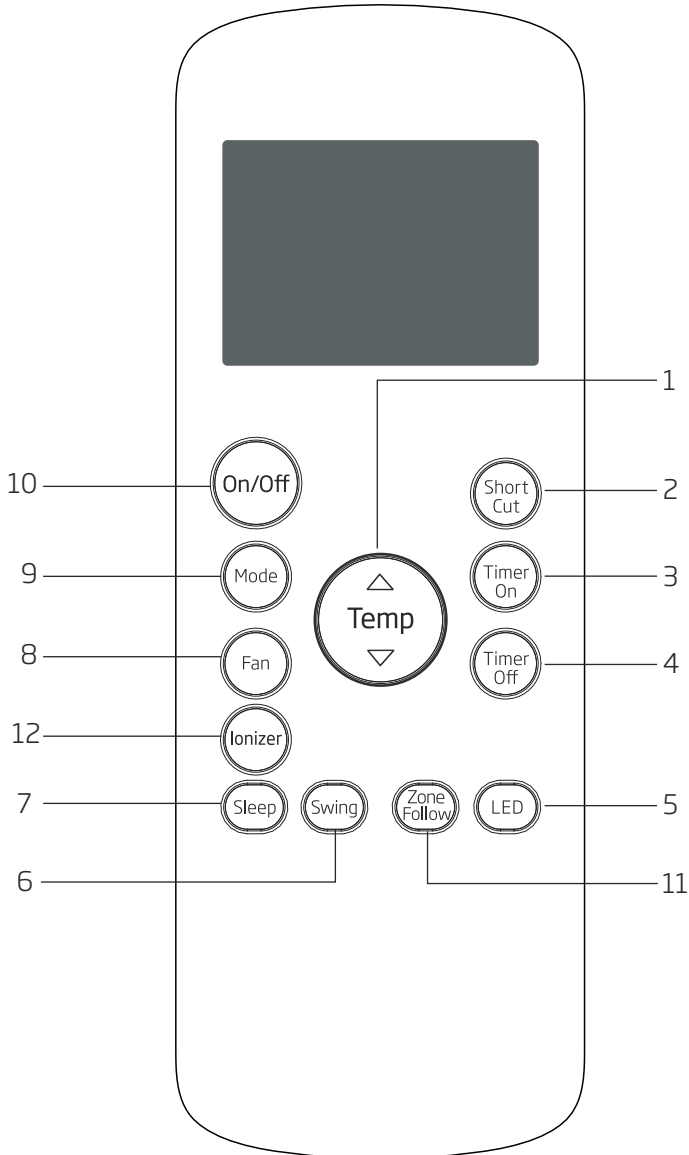 1
10
On/Off
Short
Cut
2
9
Mode
Temp
Timer
On
3
8
Fan
Timer
Off
4
12
Ionizer
7
Sleep
Swing
Zone
Follow
LED
5
6
11